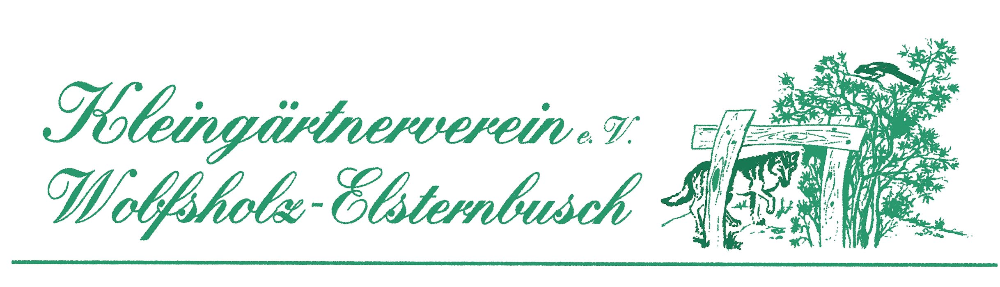 Kleingärtnerverein e. V.
Wolfsholz-Elsternbusch